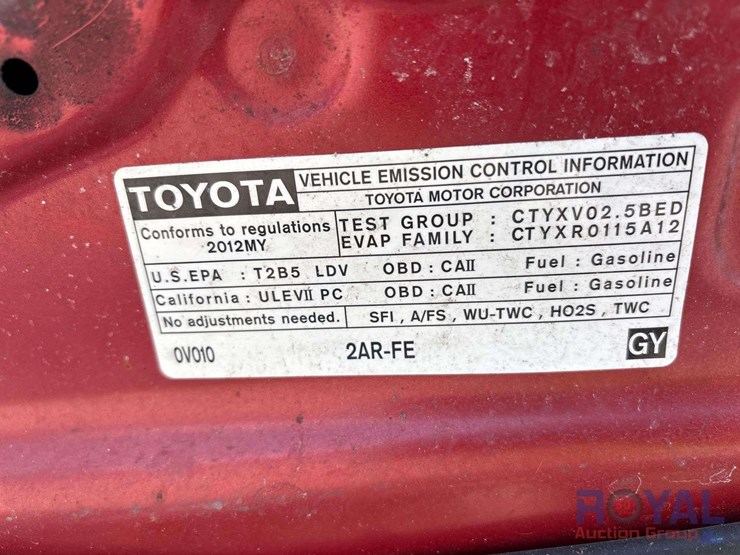 TOYOTA
VEHICLE EMISSION CONTROL INFORMATION
TOYOTA MOTOR CORPORATION
Conforms to regulations
2012MY
TEST GROUP : CTYXV02.5BED
EVAP FAMILY : CTYXR0115A12
U.S.EPA : T2B5 LDV OBD : CAII Fuel : Gasoline
California : ULEVII PC OBD : CAII Fuel : Gasoline
No adjustments needed. SFI , A/FS , WU-TWC , HO2S , TWC
0V010 2AR-FE GY
ROYAL
Auction Group